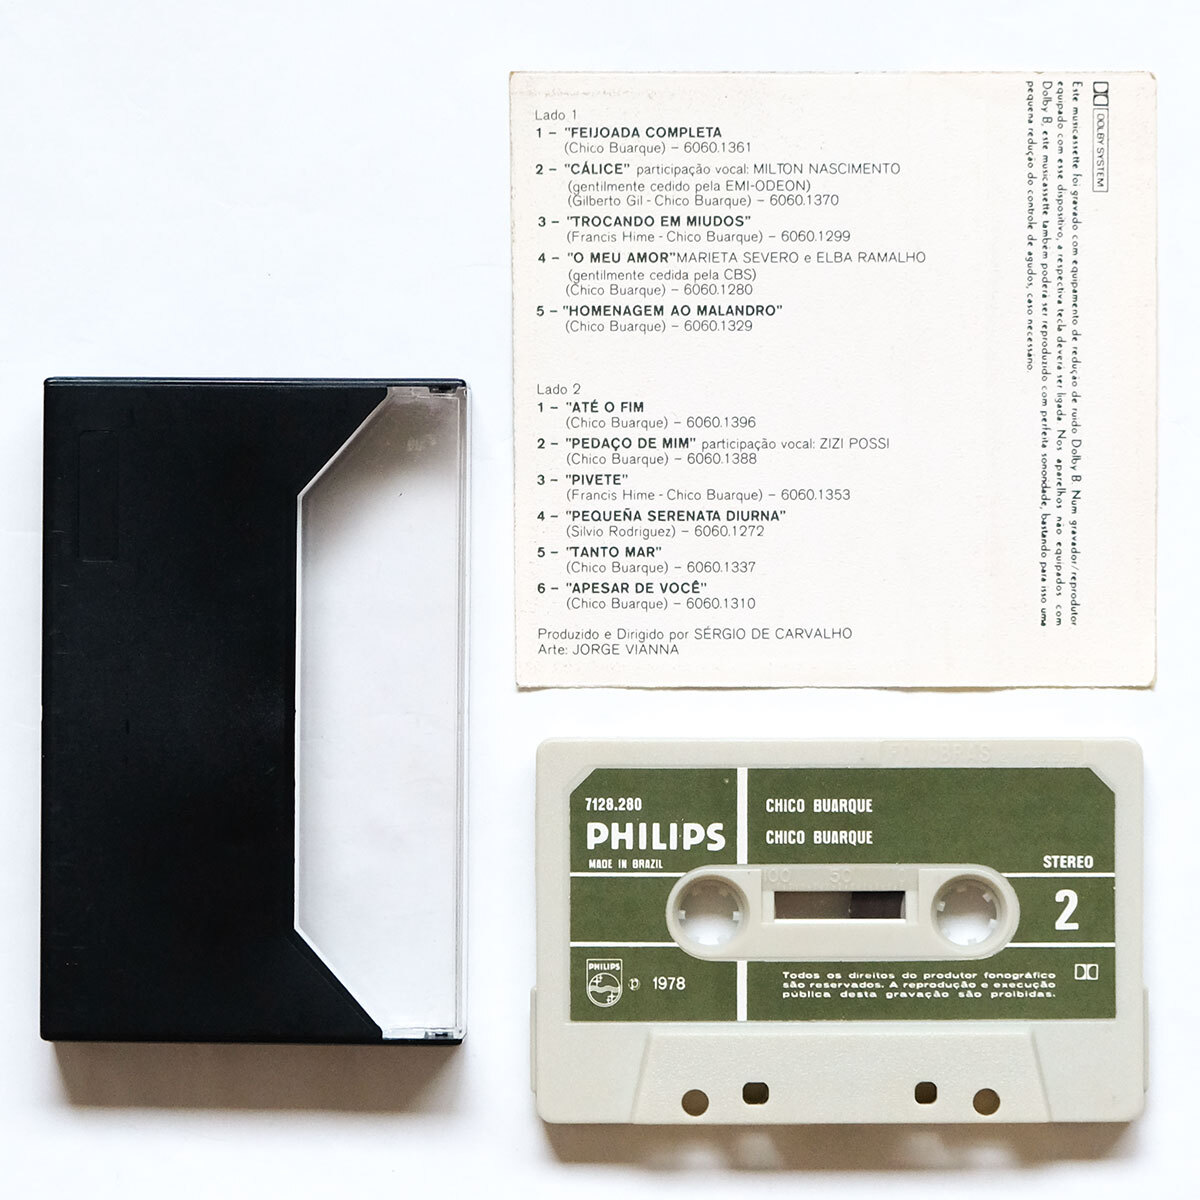 Lado 1
1 – "FEIJOADA COMPLETA
(Chico Buarque) – 6060.1361
2 – "CÁLICE" participação vocal: MILTON NASCIMENTO
(gentilmente cedido pela EMI-ODEON)
(Gilberto Gil - Chico Buarque) – 6060.1370
3 – "TROCANDO EM MIUDOS"
(Francis Hime - Chico Buarque) – 6060.1299
4 – "O MEU AMOR" MARIETA SEVERO e ELBA RAMALHO
(gentilmente cedida pela CBS)
(Chico Buarque) – 6060.1280
5 – "HOMENAGEM AO MALANDRO"
(Chico Buarque) – 6060.1329
Lado 2
1 – "ATÉ O FIM
(Chico Buarque) – 6060.1396
2 – "PEDAÇO DE MIM" participação vocal: ZIZI POSSI
(Chico Buarque) – 6060.1388
3 – "PIVETE"
(Francis Hime - Chico Buarque) – 6060.1353
4 – "PEQUEÑA SERENATA DIURNA"
(Silvio Rodriguez) – 6060.1272
5 – "TANTO MAR"
(Chico Buarque) – 6060.1337
6 – "APESAR DE VOCÊ"
(Chico Buarque) – 6060.1310
Produzido e Dirigido por SÉRGIO DE CARVALHO
Arte: JORGE VIANNA
DOLBY SYSTEM
Este musicassette foi gravado com equipamento de redução de ruido Dolby B. Num gravador/reprodutor
equipado com esse dispositivo, a respectiva tecla deverá ser ligada. Nos aparelhos não equipados com
Dolby B, este musicassette também poderá ser reproduzido com perfeita sonoridade, bastando para isso uma
pequena redução do controle de agudos, caso necessário.
7128.280
PHILIPS
MADE IN BRAZIL
CHICO BUARQUE
CHICO BUARQUE
STEREO
2
100 50 0
PHILIPS
℗ 1978
Todos os direitos do produtor fonográfico
são reservados. A reprodução e execução
pública desta gravação são proibidas.